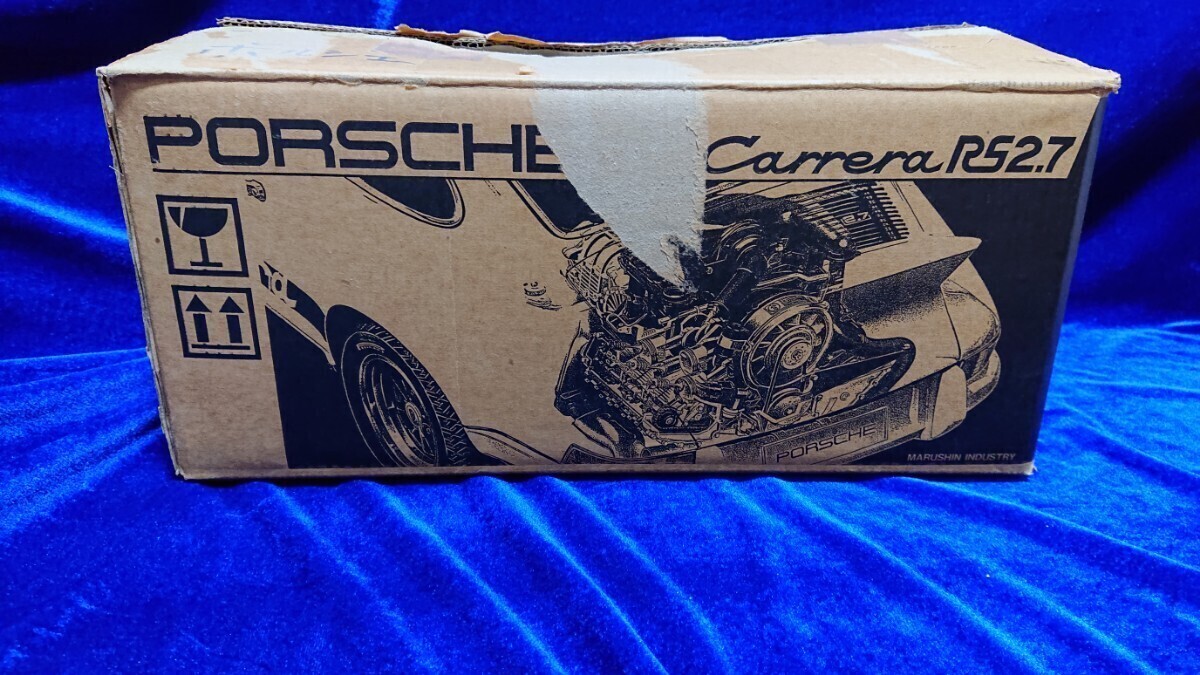 PORSCHE Carrera RS2.7
2.7
PORSCHE
MARUSHIN INDUSTRY